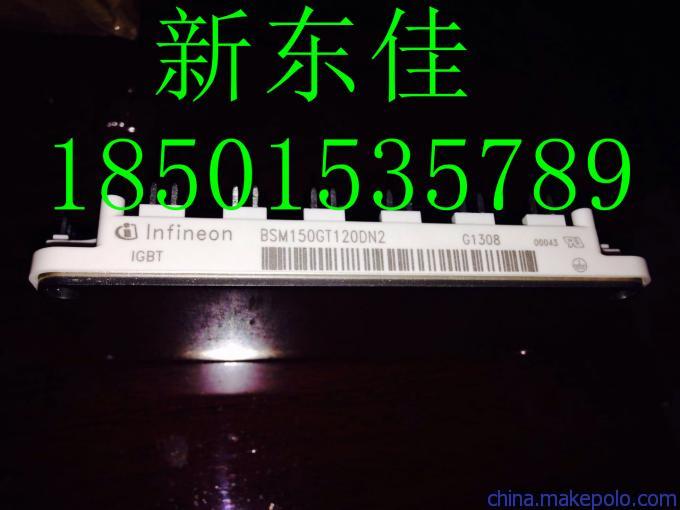 新东佳
18501535789
Infineon BSM150GT120DN2 G1308 00043
IGBT
china.makepolo.com